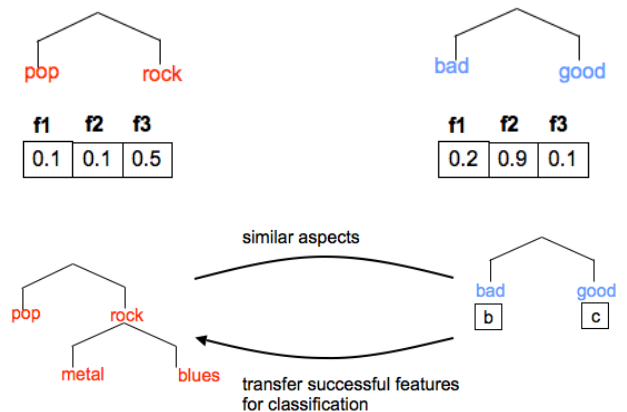 pop rock
bad good
f1 f2 f3
0.1 0.1 0.5
f1 f2 f3
0.2 0.9 0.1
similar aspects
pop rock
metal blues
bad good
b c
transfer successful features
for classification